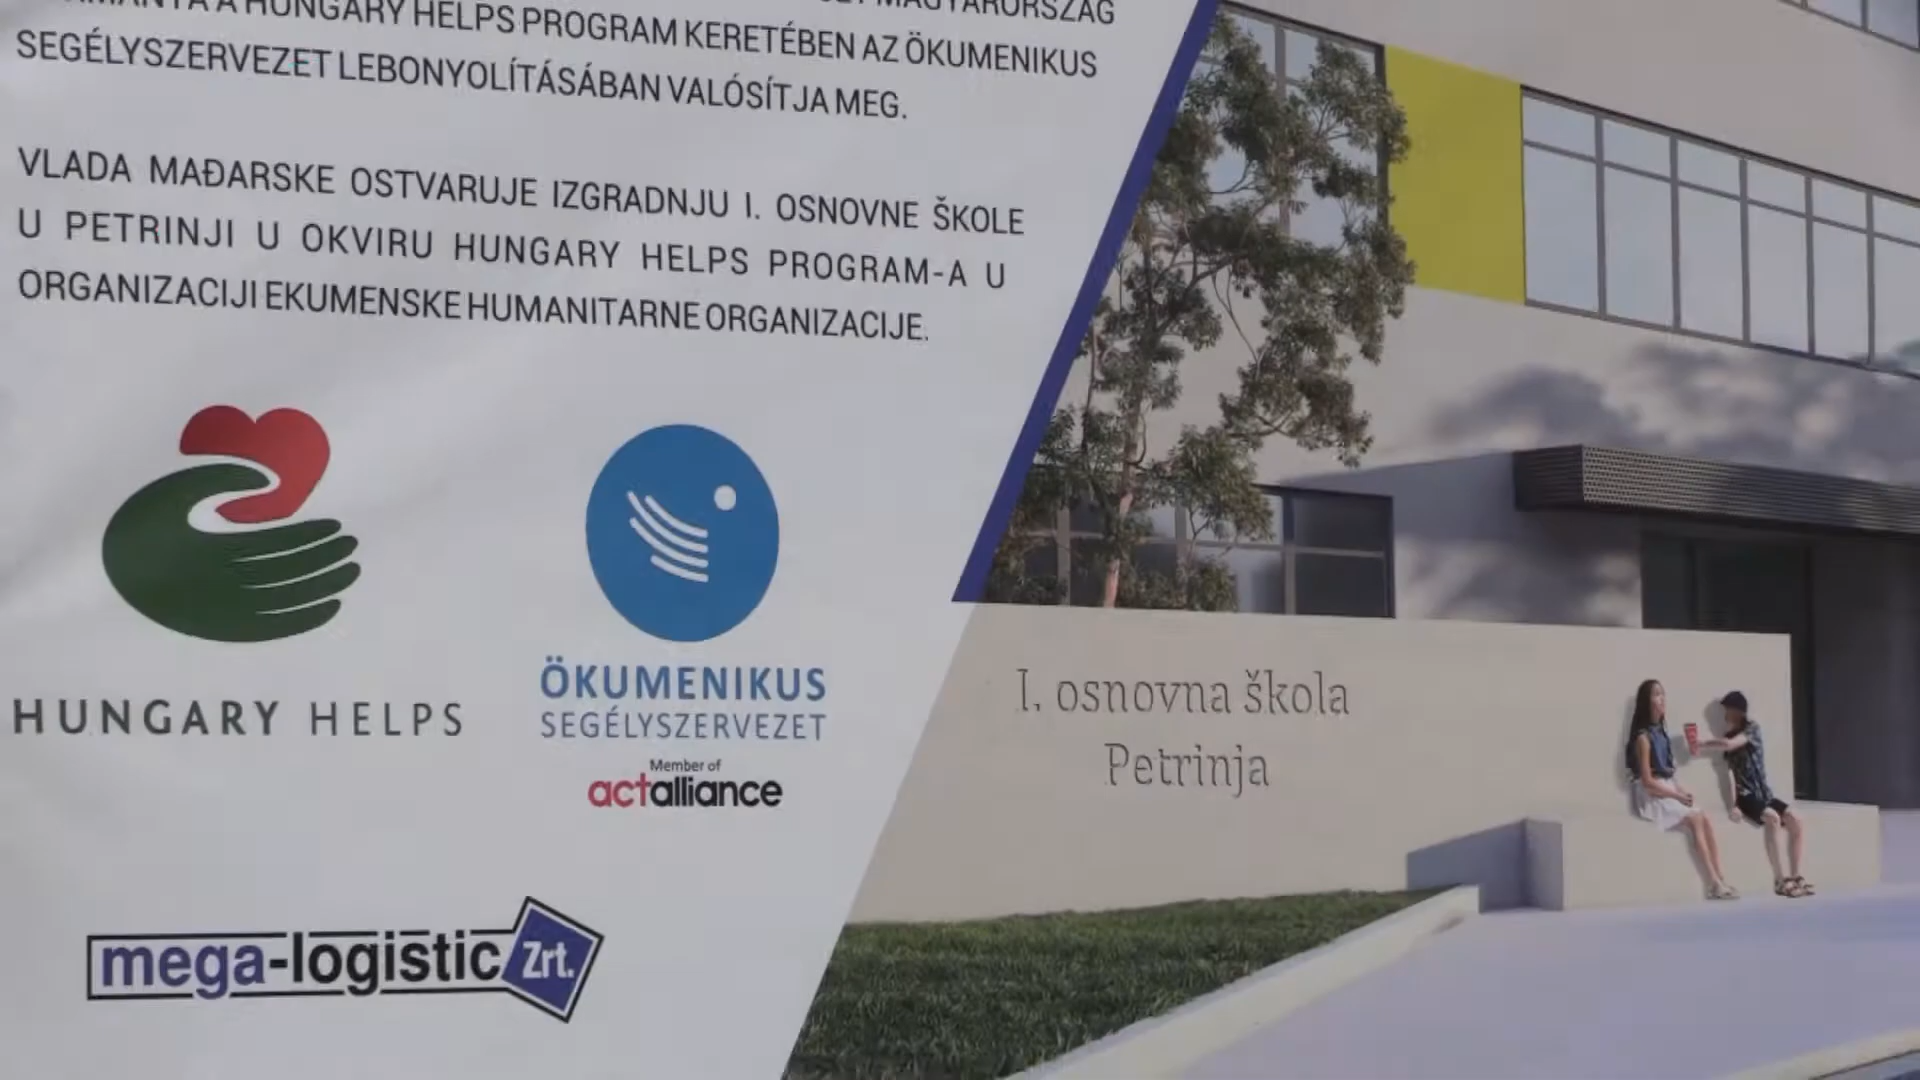 A HUNGARY HELPS PROGRAM KERETÉBEN AZ ÖKUMENIKUS
SEGÉLYSZERVEZET LEBONYOLÍTÁSÁBAN VALÓSÍTJA MEG.
VLADA MAĐARSKE OSTVARUJE IZGRADNJU I. OSNOVNE ŠKOLE
U PETRINJI U OKVIRU HUNGARY HELPS PROGRAM-A U
ORGANIZACIJI EKUMENSKE HUMANITARNE ORGANIZACIJE.
HUNGARY HELPS
ÖKUMENIKUS
SEGÉLYSZERVEZET
Member of
actalliance
mega-logistic Zrt.
I. osnovna škola
Petrinja